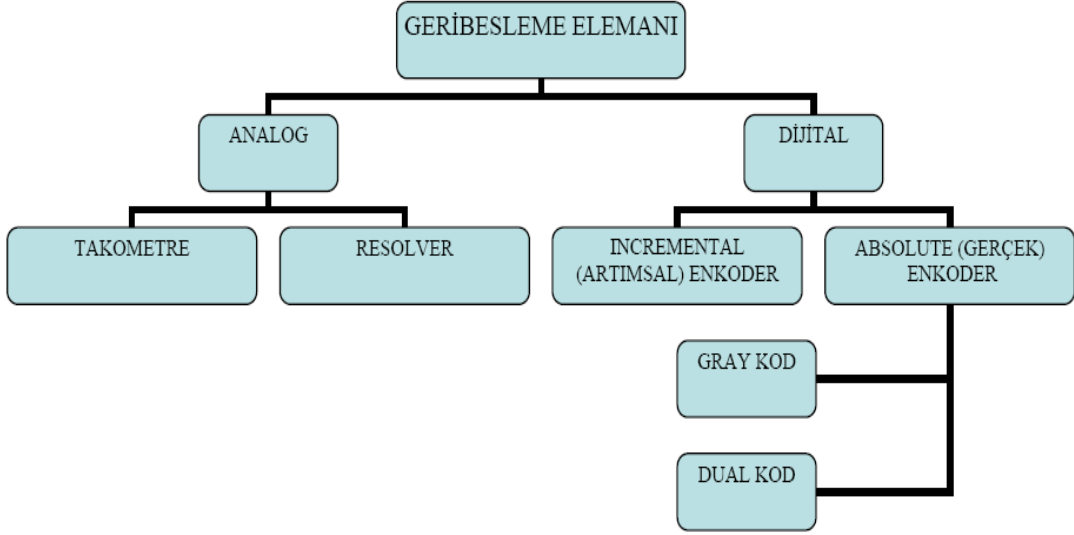 GERİBESLEME ELEMANI
ANALOG
DİJİTAL
TAKOMETRE
RESOLVER
INCREMENTAL
(ARTIMSAL) ENKODER
ABSOLUTE (GERÇEK)
ENKODER
GRAY KOD
DUAL KOD